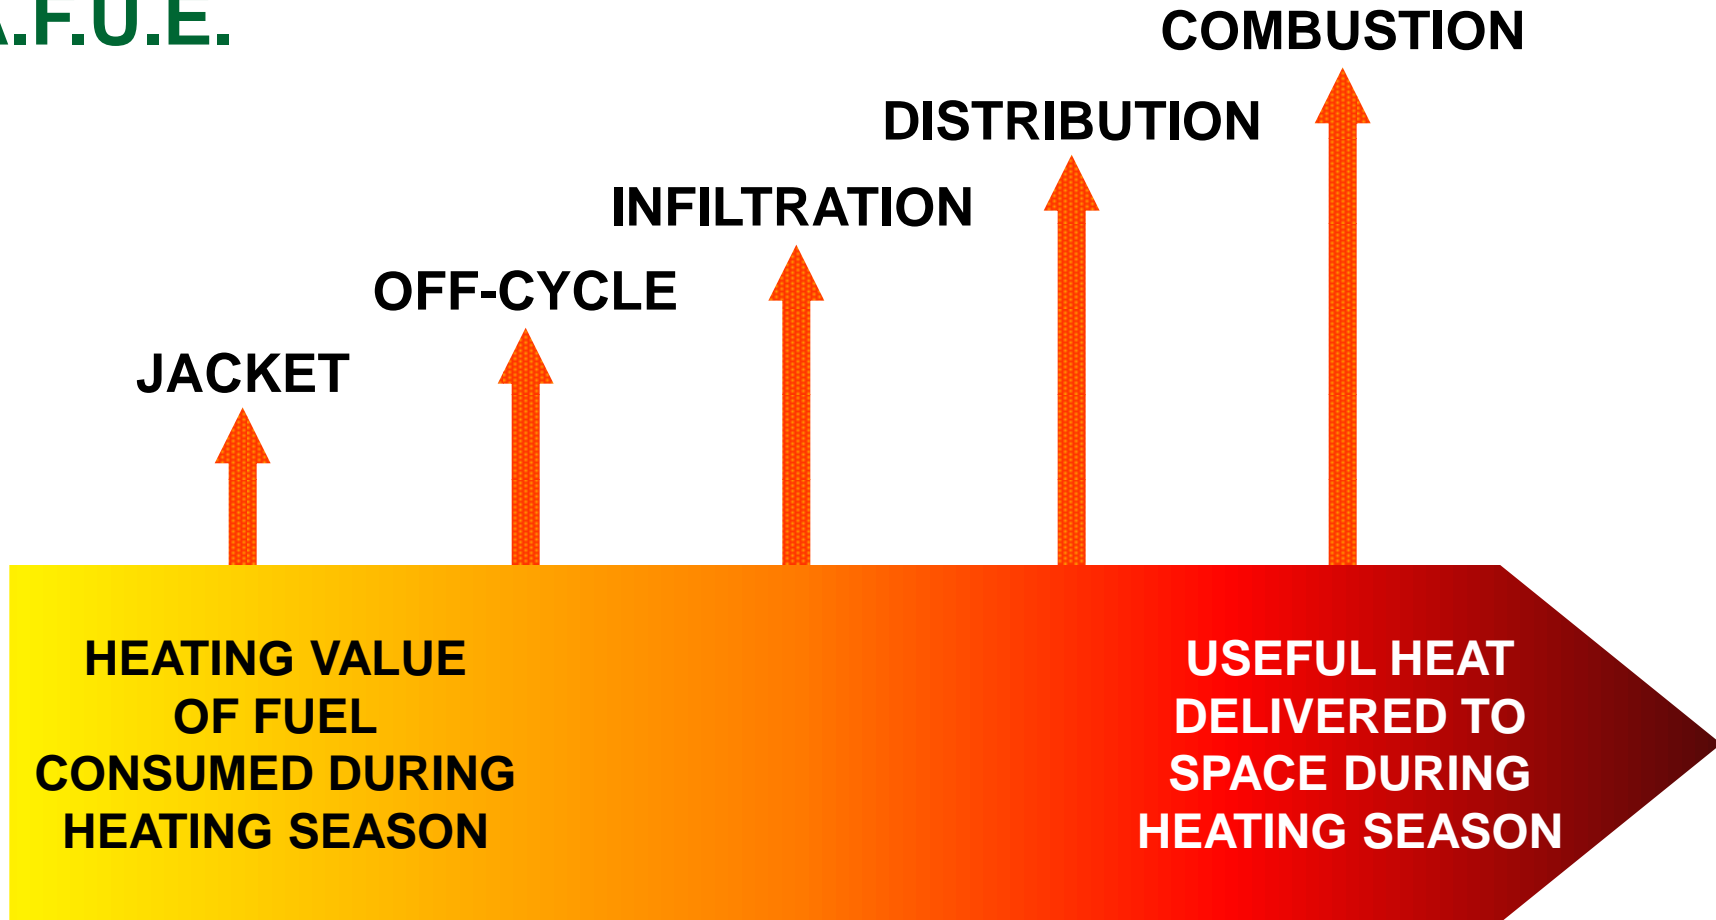 A.F.U.E.
COMBUSTION
DISTRIBUTION
INFILTRATION
OFF-CYCLE
JACKET
HEATING VALUE
OF FUEL
CONSUMED DURING
HEATING SEASON
USEFUL HEAT
DELIVERED TO
SPACE DURING
HEATING SEASON